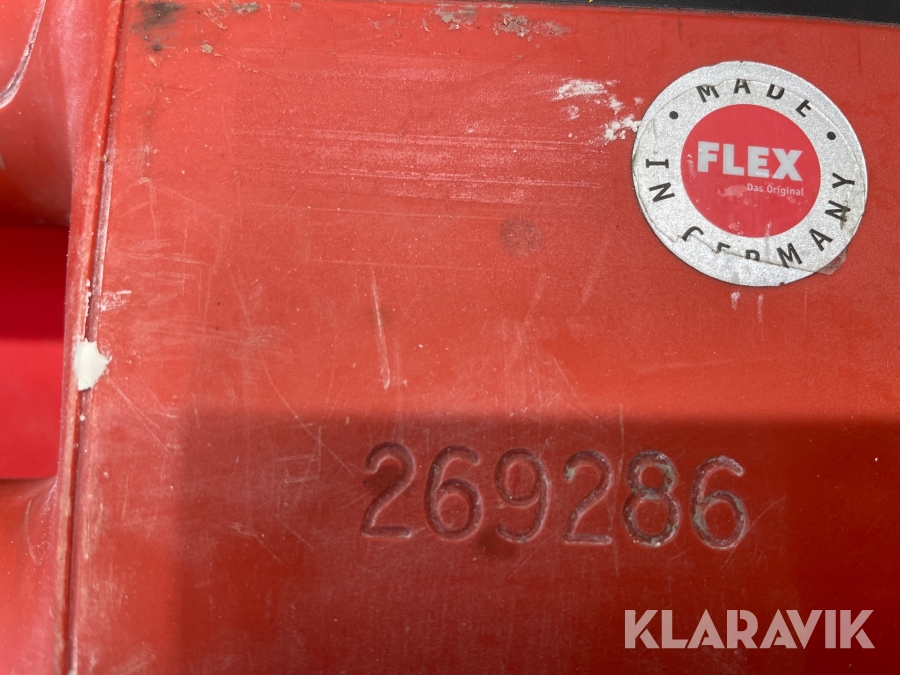 MADE
IN GERMANY
FLEX
Das Original
269286
KLARAVIK